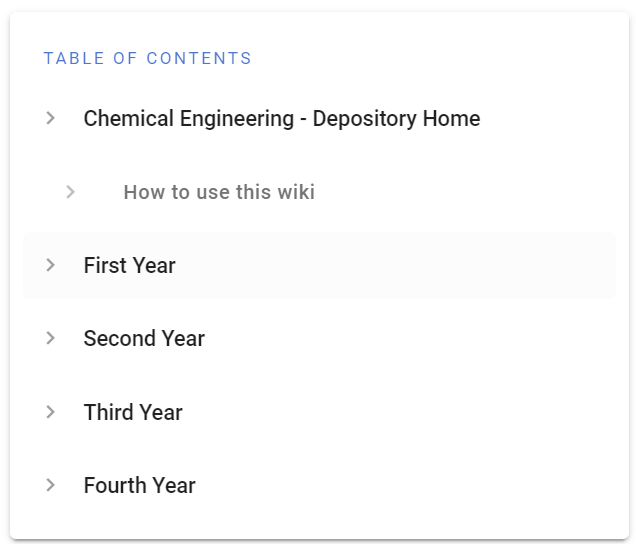 TABLE OF CONTENTS
Chemical Engineering - Depository Home
How to use this wiki
First Year
Second Year
Third Year
Fourth Year